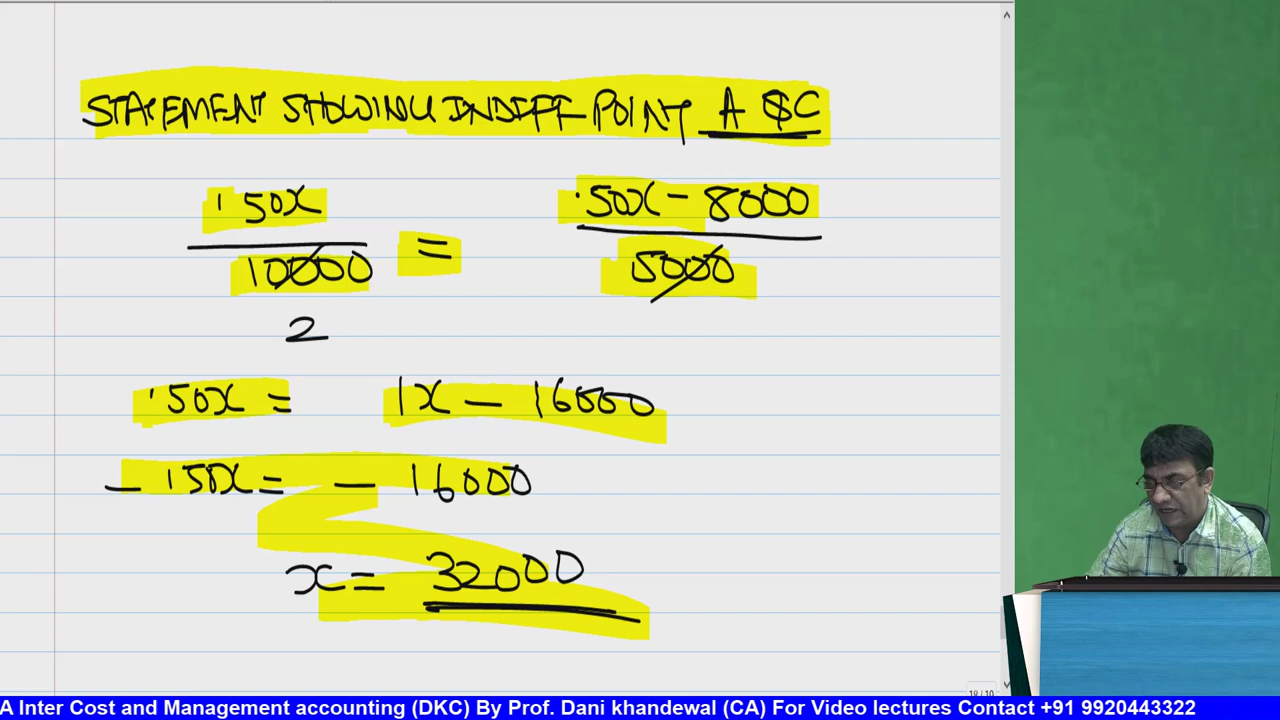 STATEMENT SHOWING INDIFF-POINT A & C
.50x = .50x - 8000
10000 5000
2
.50x = 1x - 16000
- .50x = - 16000
x = 32000
A Inter Cost and Management accounting (DKC) By Prof. Dani khandewal (CA) For Video lectures Contact +91 9920443322